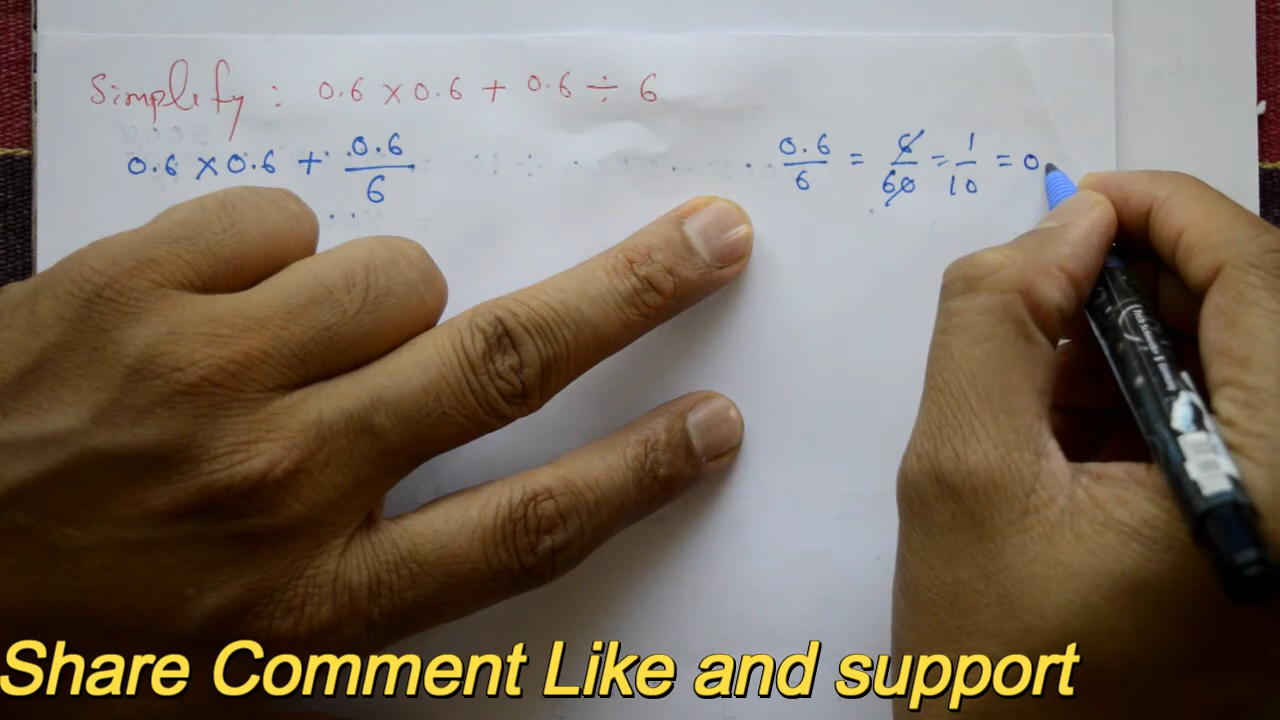 Simplify : 0.6 × 0.6 + 0.6 ÷ 6
0.6 × 0.6 + 0.6/6
0.6/6 = 6/60 = 1/10 = 0.
Share Comment Like and support